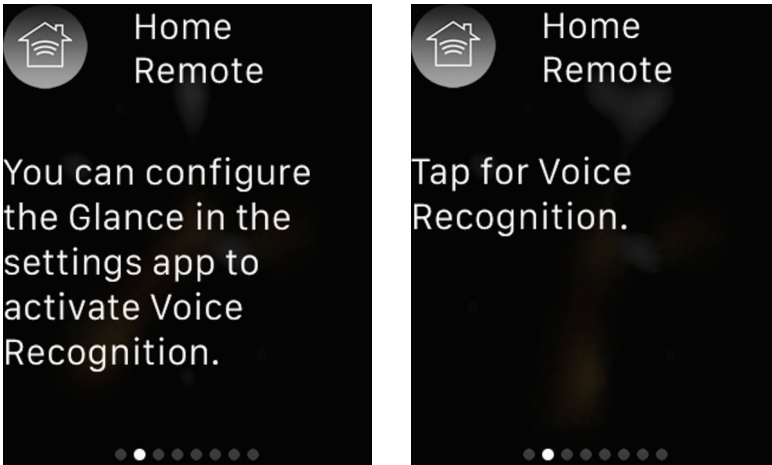 Home
Remote
You can configure
the Glance in the
settings app to
activate Voice
Recognition.
Home
Remote
Tap for Voice
Recognition.